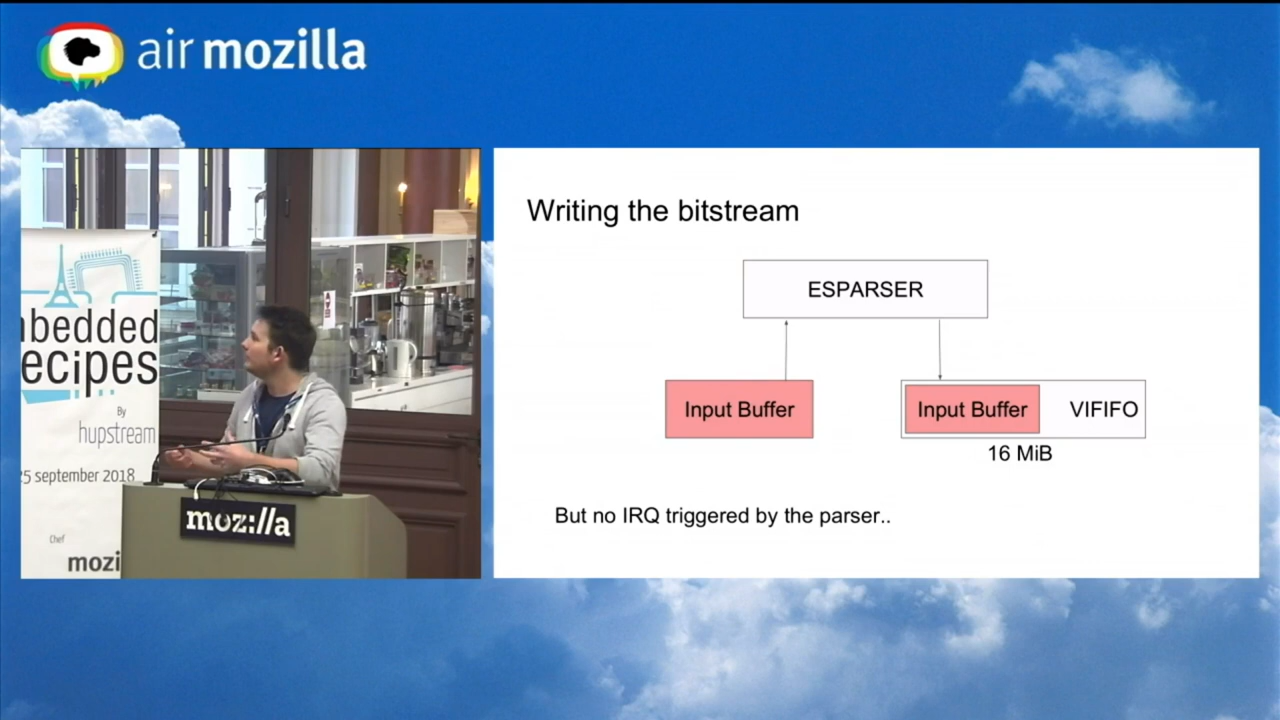 air mozilla
mbedded
ecipes
By
hupstream
25 september 2018
Chef
mozi
moz://a
Writing the bitstream
ESPARSER
Input Buffer
Input Buffer
VIFIFO
16 MiB
But no IRQ triggered by the parser..